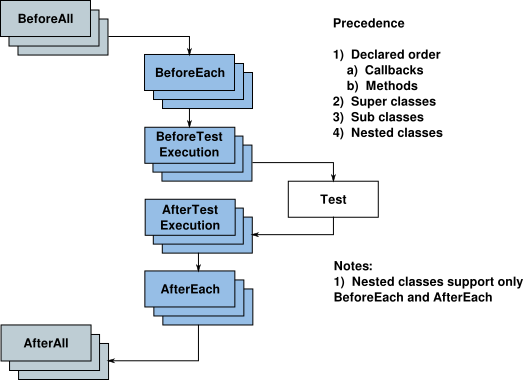 BeforeAll
Precedence
BeforeEach
1) Declared order
a) Callbacks
b) Methods
2) Super classes
3) Sub classes
4) Nested classes
BeforeTest
Execution
Test
AfterTest
Execution
AfterEach
Notes:
1) Nested classes support only
BeforeEach and AfterEach
AfterAll